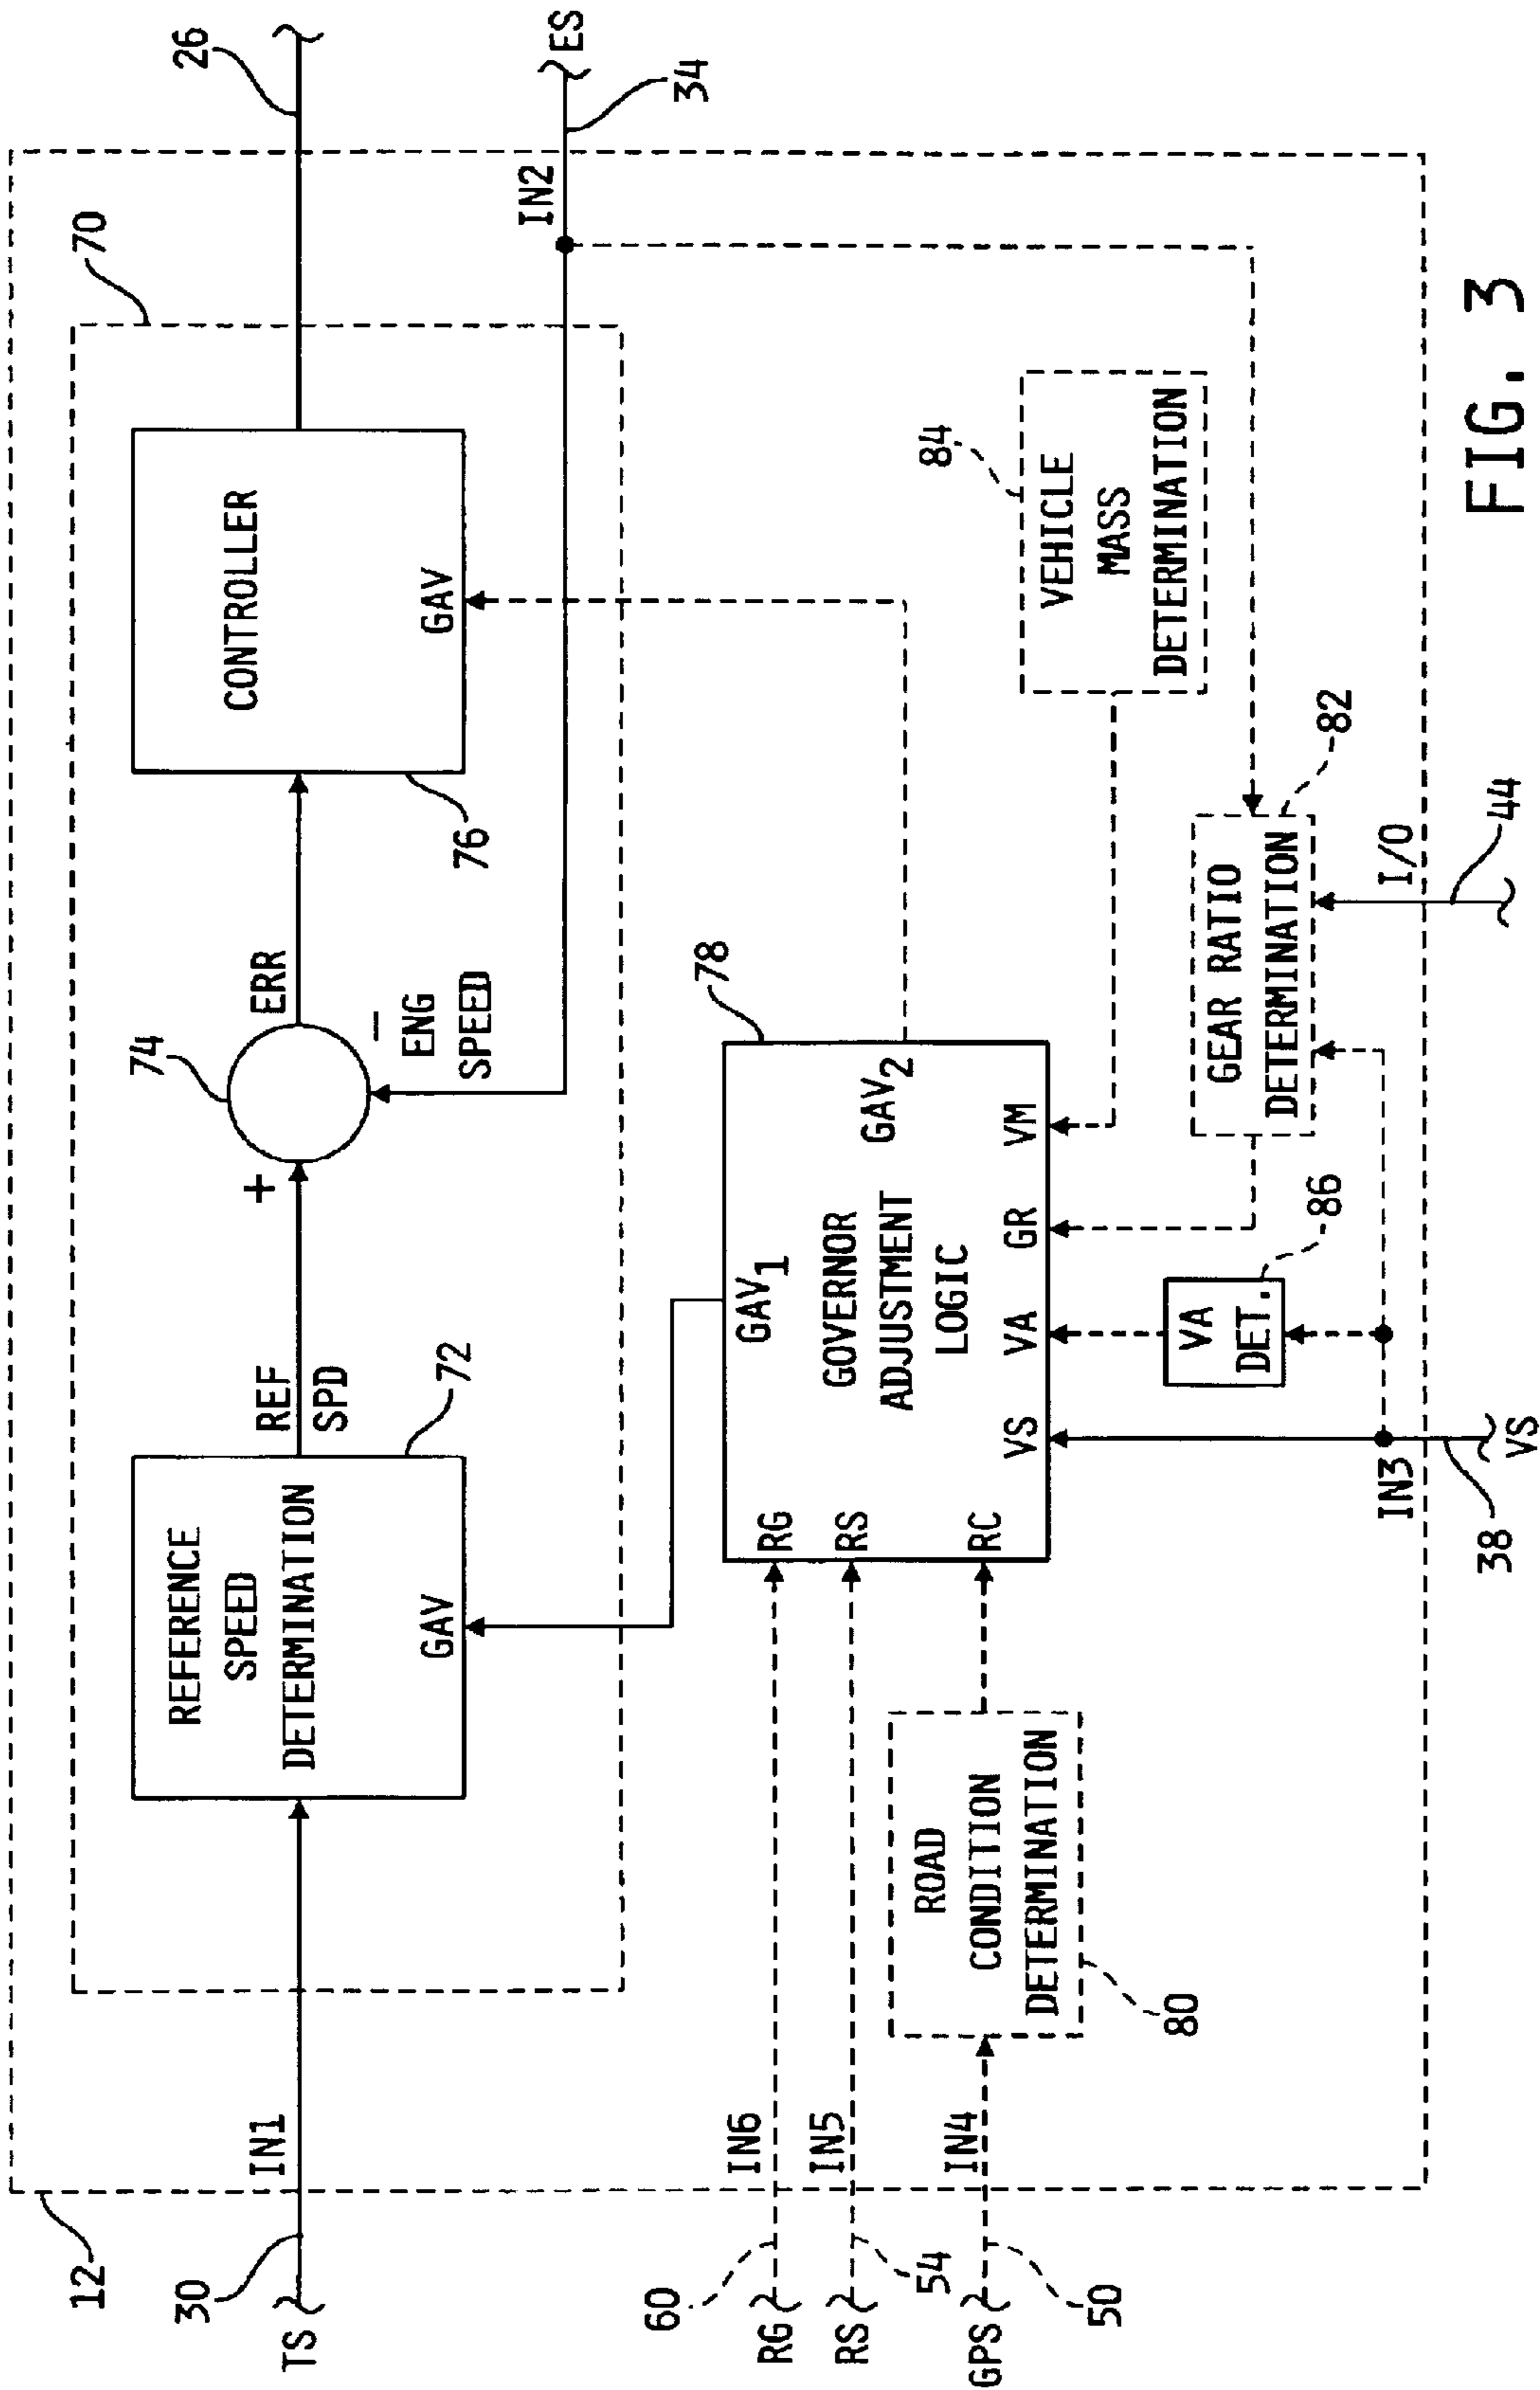 12
TS
30
IN1
REFERENCE
SPEED
DETERMINATION
GAV
72
REF
SPD
+
74
−
ENG
SPEED
ERR
CONTROLLER
GAV
76
70
26
IN2
ES
34
RG
60
IN6
RS
54
IN5
GPS
50
IN4
ROAD
CONDITION
DETERMINATION
80
RG
RS
RC
GAV1
GOVERNOR
ADJUSTMENT
LOGIC
GAV2
VS
VA
GR
VM
78
VEHICLE
MASS
DETERMINATION
84
VA
DET.
86
GEAR RATIO
DETERMINATION
82
IN3
38
VS
I/O
44
FIG. 3